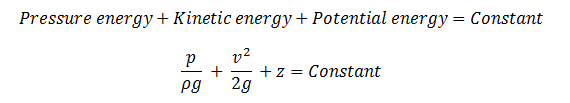 Pressure energy + Kinetic energy + Potential energy = Constant
p/ρg + v²/2g + z = Constant